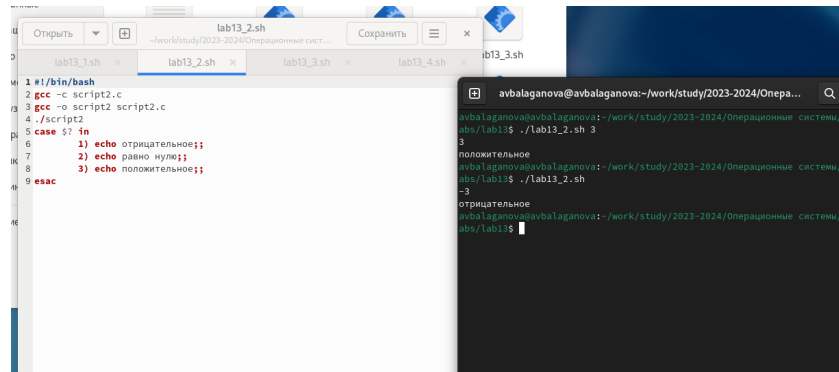 Открыть
lab13_2.sh
~/work/study/2023-2024/Операционные сист...
Сохранить
lab13_1.sh
lab13_2.sh
lab13_3.sh
lab13_4.sh
1 #!/bin/bash
2 gcc -c script2.c
3 gcc -o script2 script2.c
4 ./script2
5 case $? in
6 1) echo отрицательное;;
7 2) echo равно нулю;;
8 3) echo положительное;;
9 esac
avbalaganova@avbalaganova:~/work/study/2023-2024/Опера...
avbalaganova@avbalaganova:~/work/study/2023-2024/Операционные системы/
abs/lab13$ ./lab13_2.sh 3
3
положительное
avbalaganova@avbalaganova:~/work/study/2023-2024/Операционные системы/
abs/lab13$ ./lab13_2.sh
-3
отрицательное
avbalaganova@avbalaganova:~/work/study/2023-2024/Операционные системы/
abs/lab13$